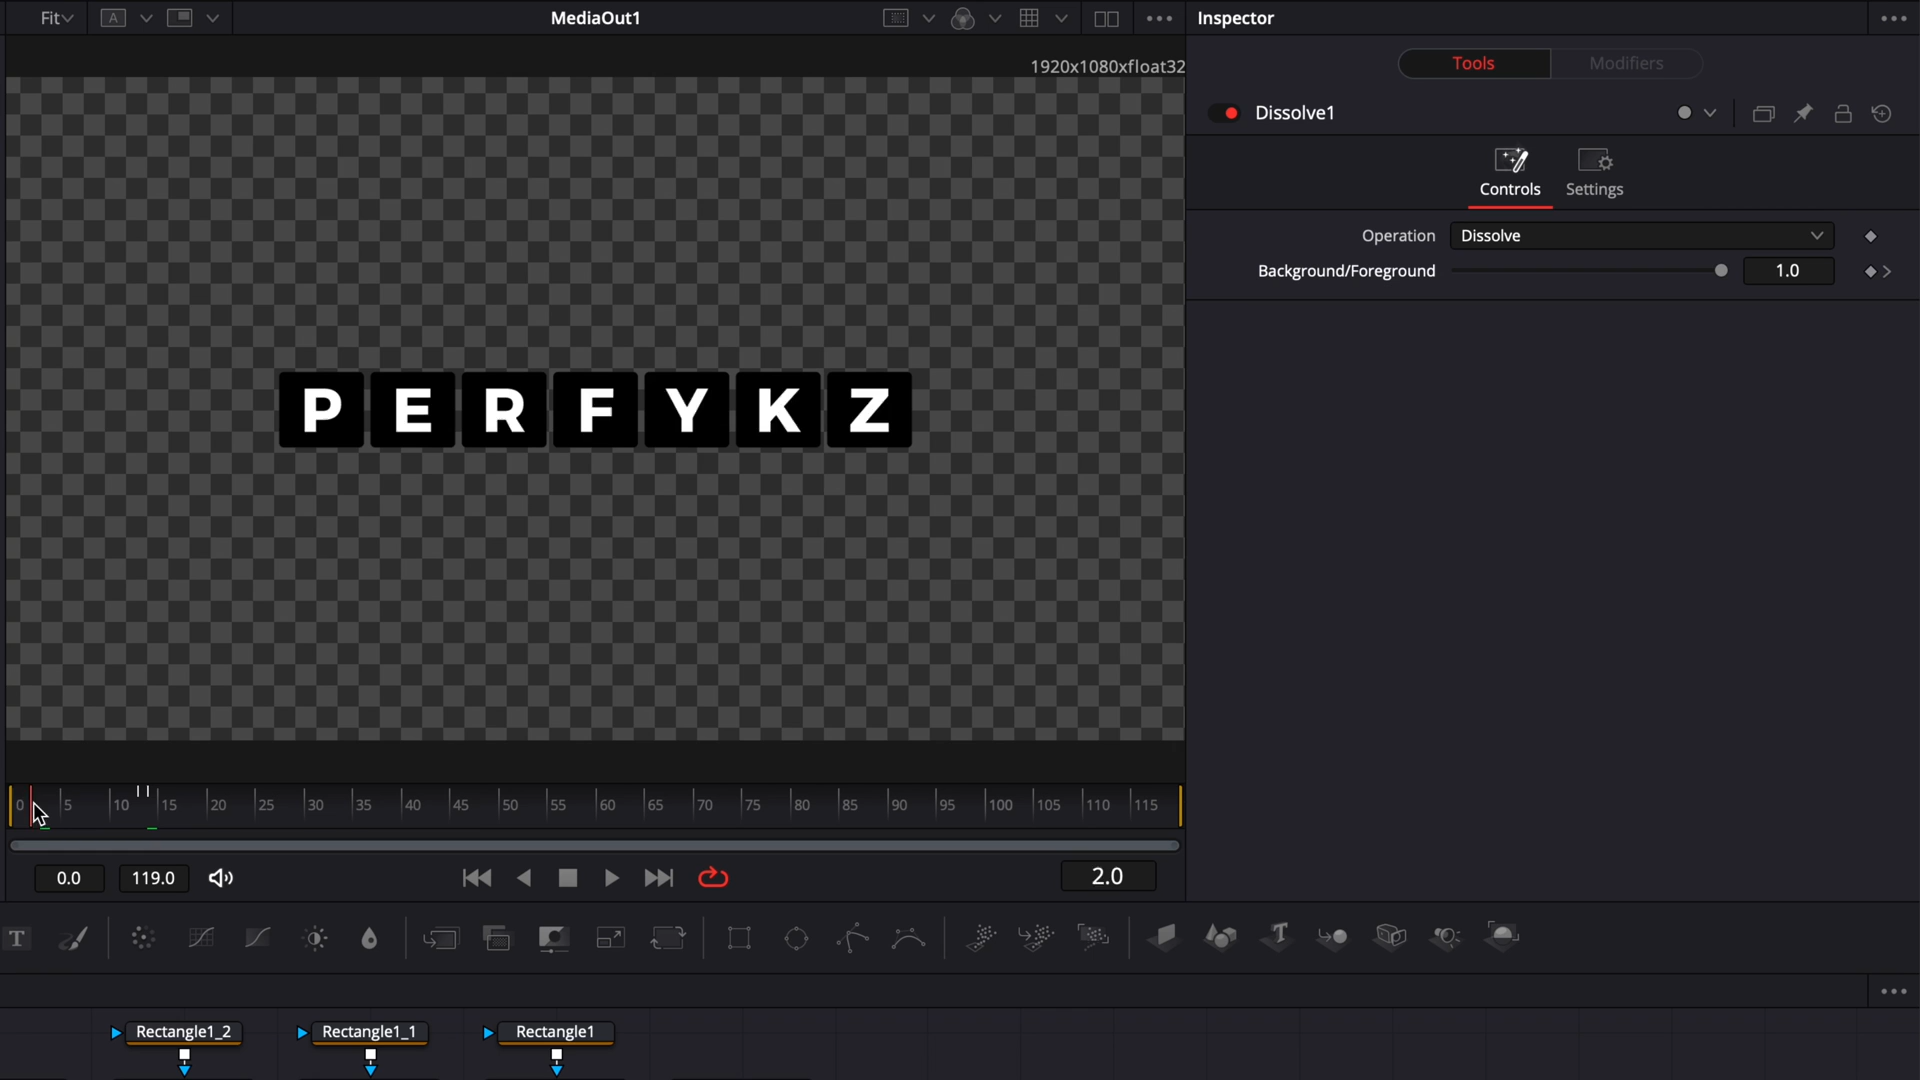 Fit
A
MediaOut1
Inspector
1920x1080xfloat32
Tools
Modifiers
Dissolve1
Controls
Settings
Operation
Dissolve
Background/Foreground
1.0
P E R F Y K Z
0 5 10 15 20 25 30 35 40 45 50 55 60 65 70 75 80 85 90 95 100 105 110 115
0.0
119.0
2.0
T
T
Rectangle1_2
Rectangle1_1
Rectangle1